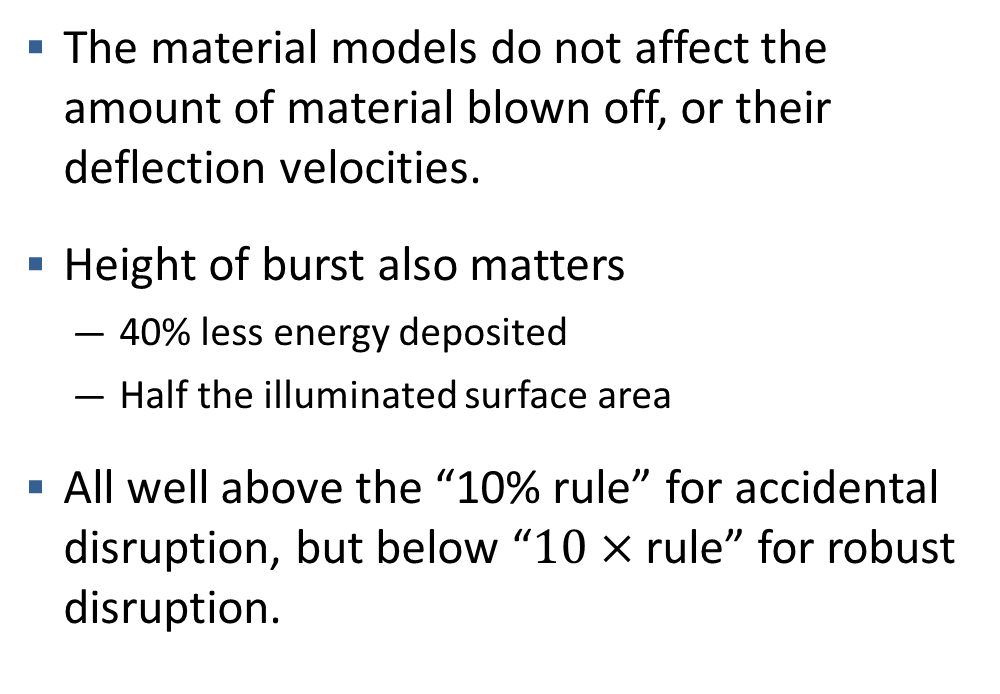 ▪ The material models do not affect the
amount of material blown off, or their
deflection velocities.
▪ Height of burst also matters
— 40% less energy deposited
— Half the illuminated surface area
▪ All well above the “10% rule” for accidental
disruption, but below “10 × rule” for robust
disruption.